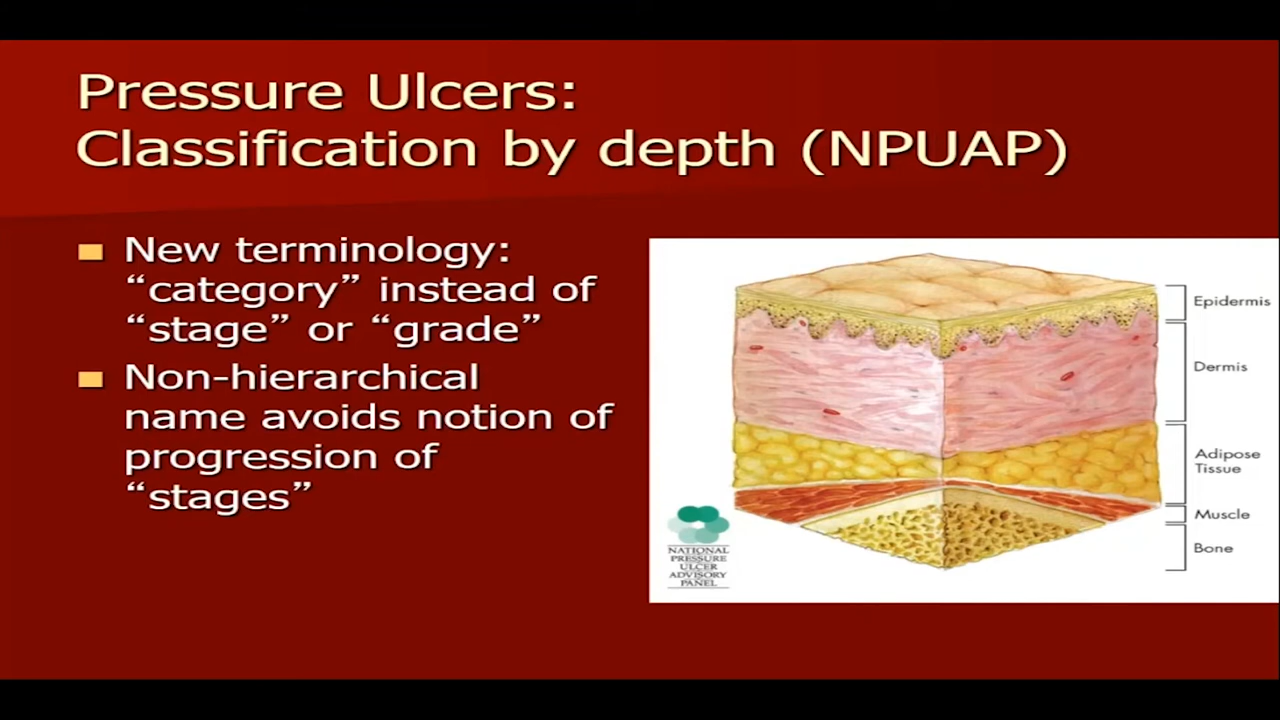 Pressure Ulcers:
Classification by depth (NPUAP)
New terminology:
“category” instead of
“stage” or “grade”
Non-hierarchical
name avoids notion of
progression of
“stages”
Epidermis
Dermis
Adipose
Tissue
Muscle
Bone
NATIONAL
PRESSURE
ULCER
ADVISORY
PANEL